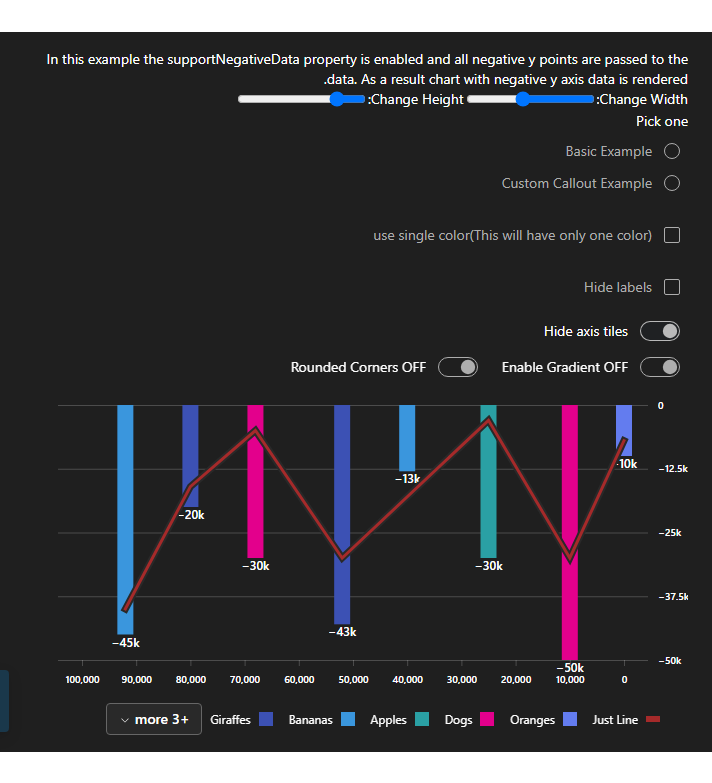 In this example the supportNegativeData property is enabled and all negative y points are passed to the
.data. As a result chart with negative y axis data is rendered
:Change Height :Change Width
Pick one
Basic Example
Custom Callout Example
use single color(This will have only one color)
Hide labels
Hide axis tiles
Rounded Corners OFF Enable Gradient OFF
0
−10k
−12.5k
−13k
−20k
−25k
−30k
−30k
−37.5k
−43k
−45k
−50k
−50k
100,000 90,000 80,000 70,000 60,000 50,000 40,000 30,000 20,000 10,000 0
more 3+ Giraffes Bananas Apples Dogs Oranges Just Line